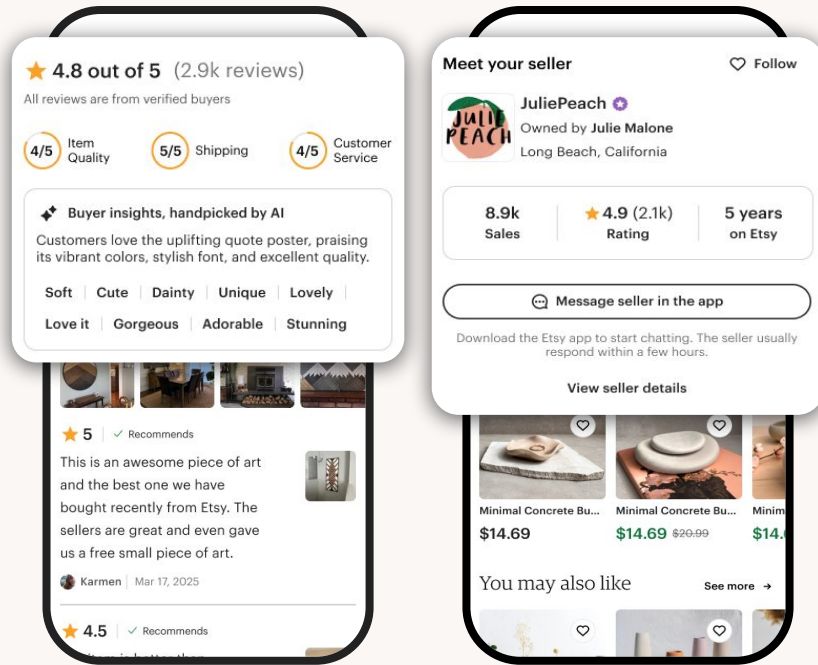 4.8 out of 5 (2.9k reviews)
All reviews are from verified buyers
4/5 Item
Quality
5/5 Shipping
4/5 Customer
Service
Buyer insights, handpicked by AI
Customers love the uplifting quote poster, praising
its vibrant colors, stylish font, and excellent quality.
Soft Cute Dainty Unique Lovely
Love it Gorgeous Adorable Stunning
5 Recommends
This is an awesome piece of art
and the best one we have
bought recently from Etsy. The
sellers are great and even gave
us a free small piece of art.
Karmen Mar 17, 2025
4.5 Recommends
Meet your seller
Follow
JULIE
PEACH
JuliePeach
Owned by Julie Malone
Long Beach, California
8.9k 4.9 (2.1k) 5 years
Sales Rating on Etsy
Message seller in the app
Download the Etsy app to start chatting. The seller usually
respond within a few hours.
View seller details
Minimal Concrete Bu... Minimal Concrete Bu... Minim
$14.69 $14.69 $20.99 $14.
You may also like See more